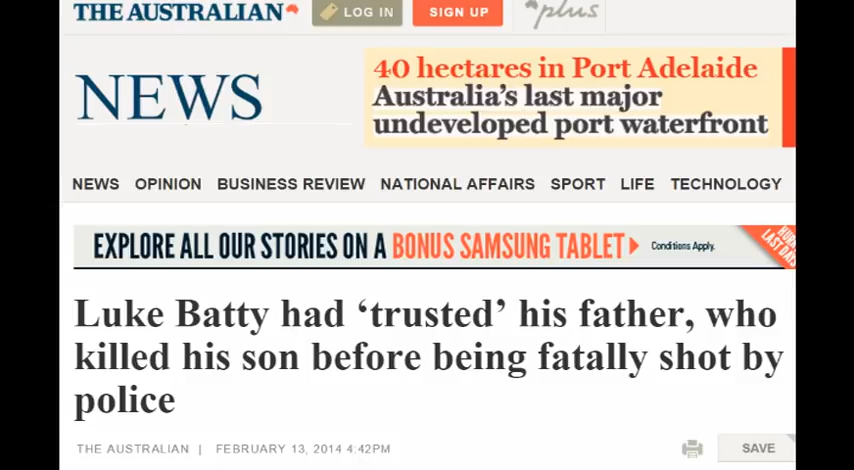 THE AUSTRALIAN
LOG IN
SIGN UP
plus
NEWS
40 hectares in Port Adelaide
Australia's last major
undeveloped port waterfront
NEWS OPINION BUSINESS REVIEW NATIONAL AFFAIRS SPORT LIFE TECHNOLOGY
EXPLORE ALL OUR STORIES ON A BONUS SAMSUNG TABLET Conditions Apply.
LAST DAYS
Luke Batty had ‘trusted’ his father, who
killed his son before being fatally shot by
police
THE AUSTRALIAN | FEBRUARY 13, 2014 4:42PM
SAVE